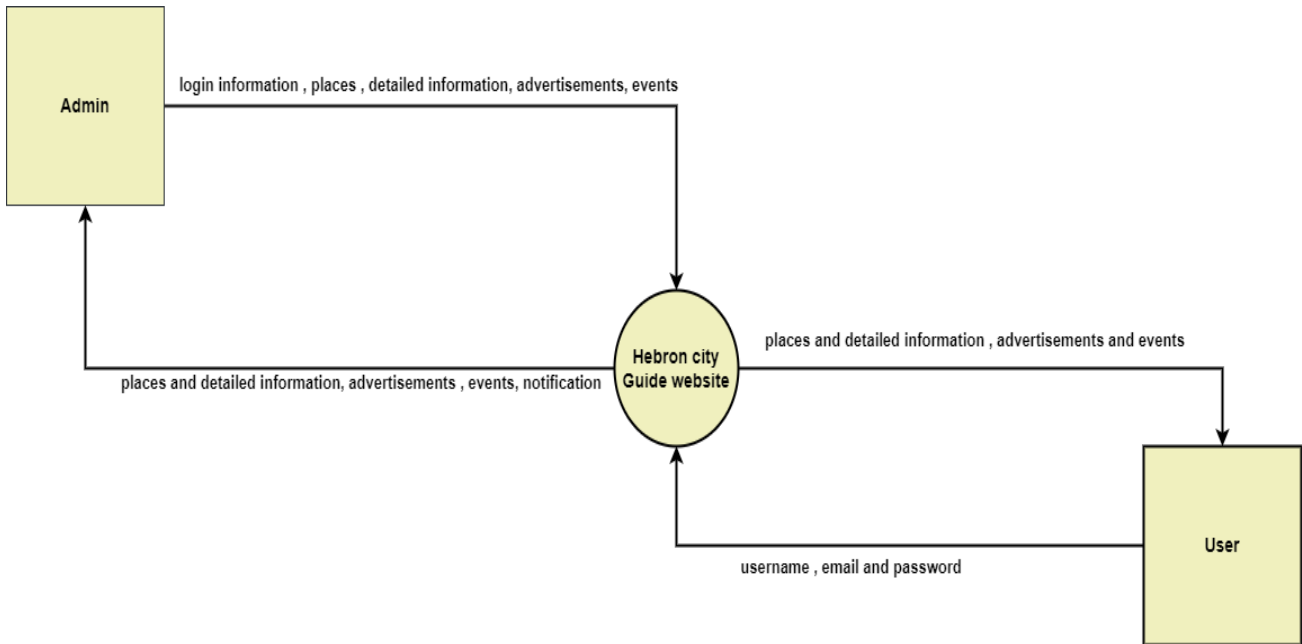 login information , places , detailed information, advertisements, events
Admin
places and detailed information , advertisements and events
Hebron city
Guide website
places and detailed information, advertisements , events, notification
User
username , email and password